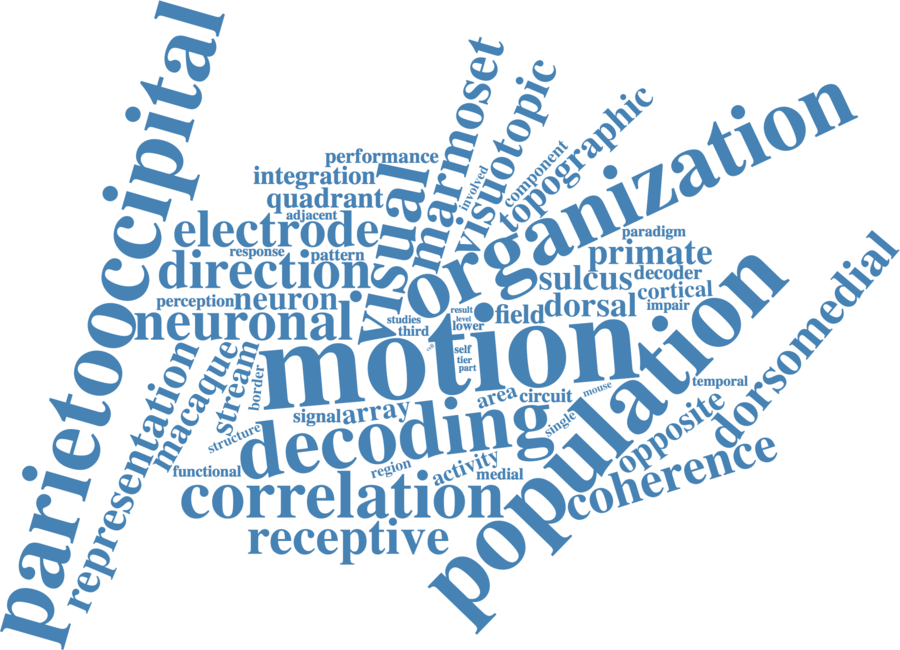 parietooccipital
marmoset
visuotopic
topographic
organization
performance
integration
quadrant
adjacent
visual
involved
component
electrode
response
pattern
direction
perception
neuron
neuronal
paradigm
primate
sulcus
decoder
cortical
impair
dorsal
field
result
level
lower
studies
third
motion
self
tier
part
population
dorsomedial
representation
macaque
stream
border
structure
signal
array
area
circuit
mouse
single
temporal
opposite
coherence
decoding
functional
region
activity
medial
correlation
receptive